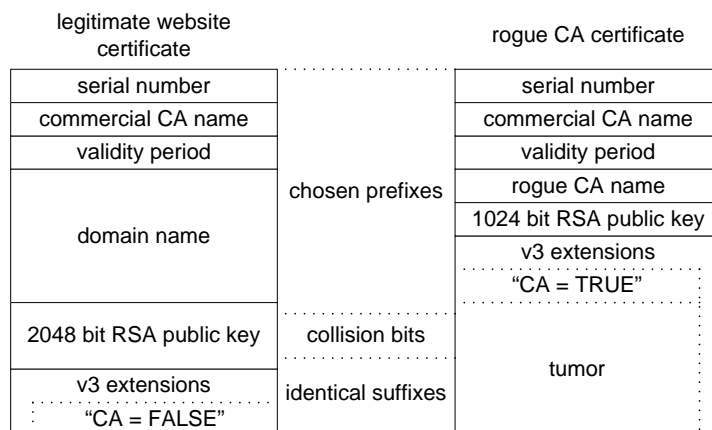 legitimate website
certificate
serial number
commercial CA name
validity period
domain name
2048 bit RSA public key
v3 extensions
“CA = FALSE”
chosen prefixes
collision bits
identical suffixes
rogue CA certificate
serial number
commercial CA name
validity period
rogue CA name
1024 bit RSA public key
v3 extensions
“CA = TRUE”
tumor